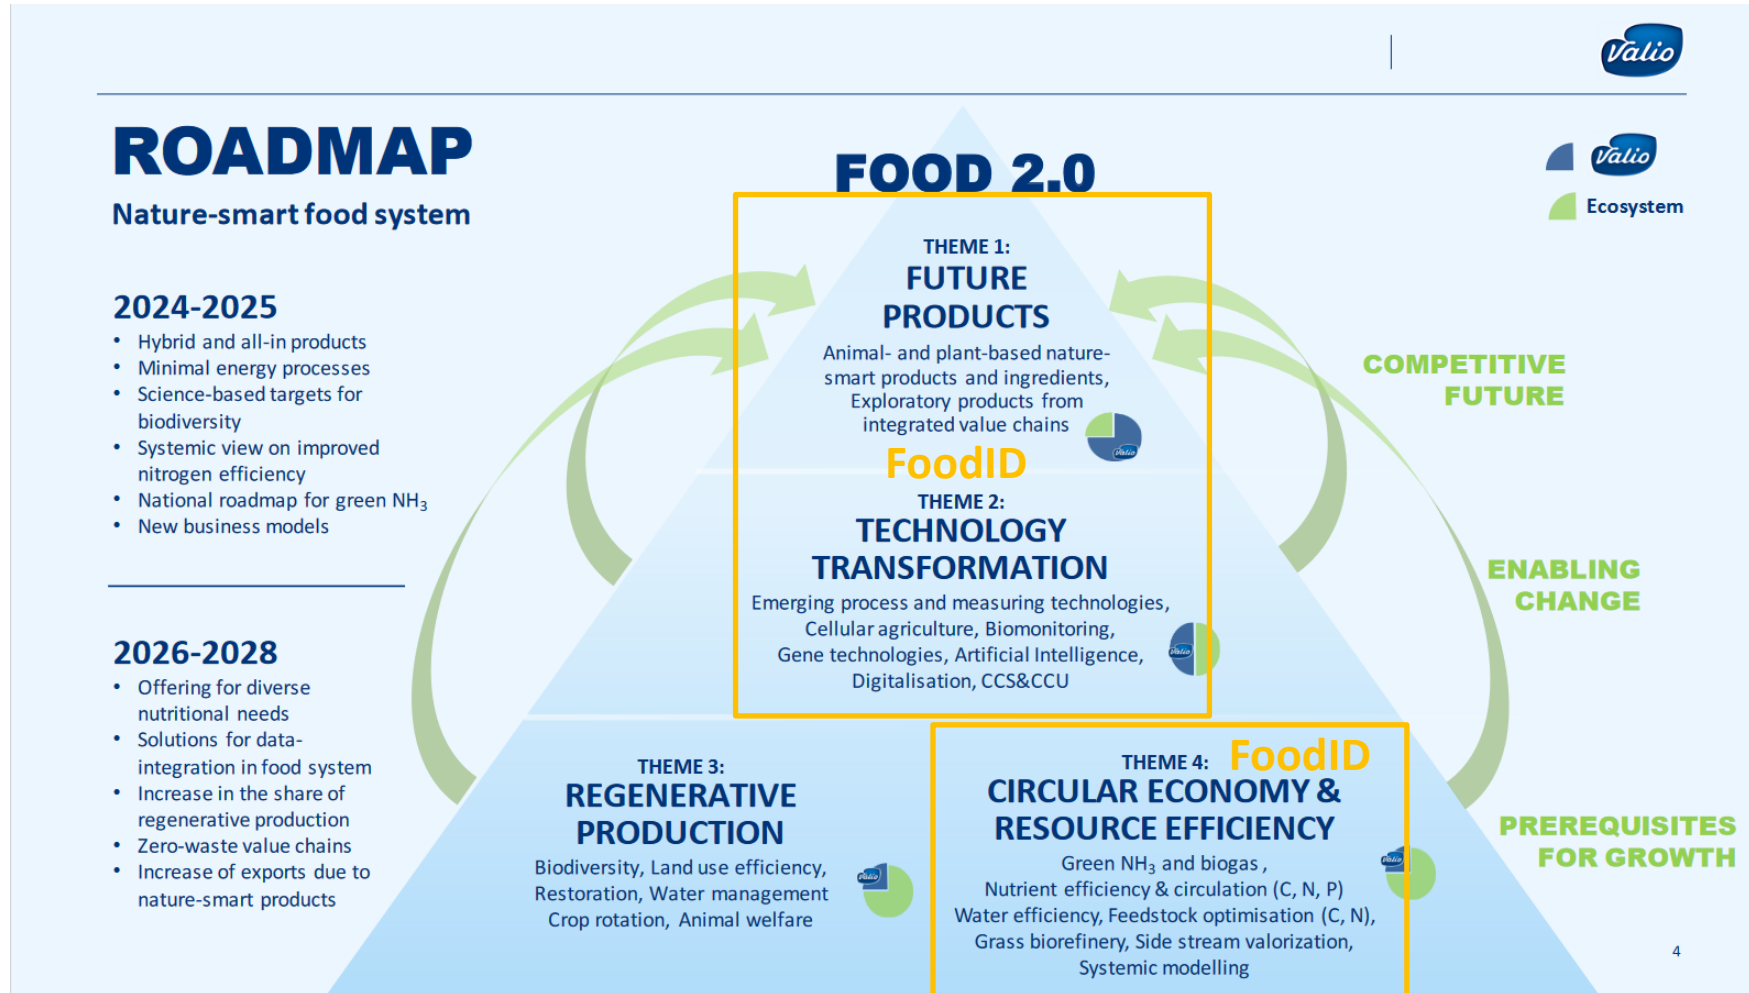 Valio
ROADMAP
Nature-smart food system
FOOD 2.0
Valio
Ecosystem
2024-2025
• Hybrid and all-in products
• Minimal energy processes
• Science-based targets for
biodiversity
• Systemic view on improved
nitrogen efficiency
• National roadmap for green NH₃
• New business models
2026-2028
• Offering for diverse
nutritional needs
• Solutions for data-
integration in food system
• Increase in the share of
regenerative production
• Zero-waste value chains
• Increase of exports due to
nature-smart products
THEME 1:
FUTURE
PRODUCTS
Animal- and plant-based nature-
smart products and ingredients,
Exploratory products from
integrated value chains
Valio
FoodID
THEME 2:
TECHNOLOGY
TRANSFORMATION
Emerging process and measuring technologies,
Cellular agriculture, Biomonitoring,
Gene technologies, Artificial Intelligence,
Digitalisation, CCS&CCU
Valio
THEME 3:
REGENERATIVE
PRODUCTION
Biodiversity, Land use efficiency,
Restoration, Water management
Crop rotation, Animal welfare
Valio
THEME 4: FoodID
CIRCULAR ECONOMY &
RESOURCE EFFICIENCY
Green NH₃ and biogas ,
Nutrient efficiency & circulation (C, N, P)
Water efficiency, Feedstock optimisation (C, N),
Grass biorefinery, Side stream valorization,
Systemic modelling
Valio
COMPETITIVE
FUTURE
ENABLING
CHANGE
PREREQUISITES
FOR GROWTH
4